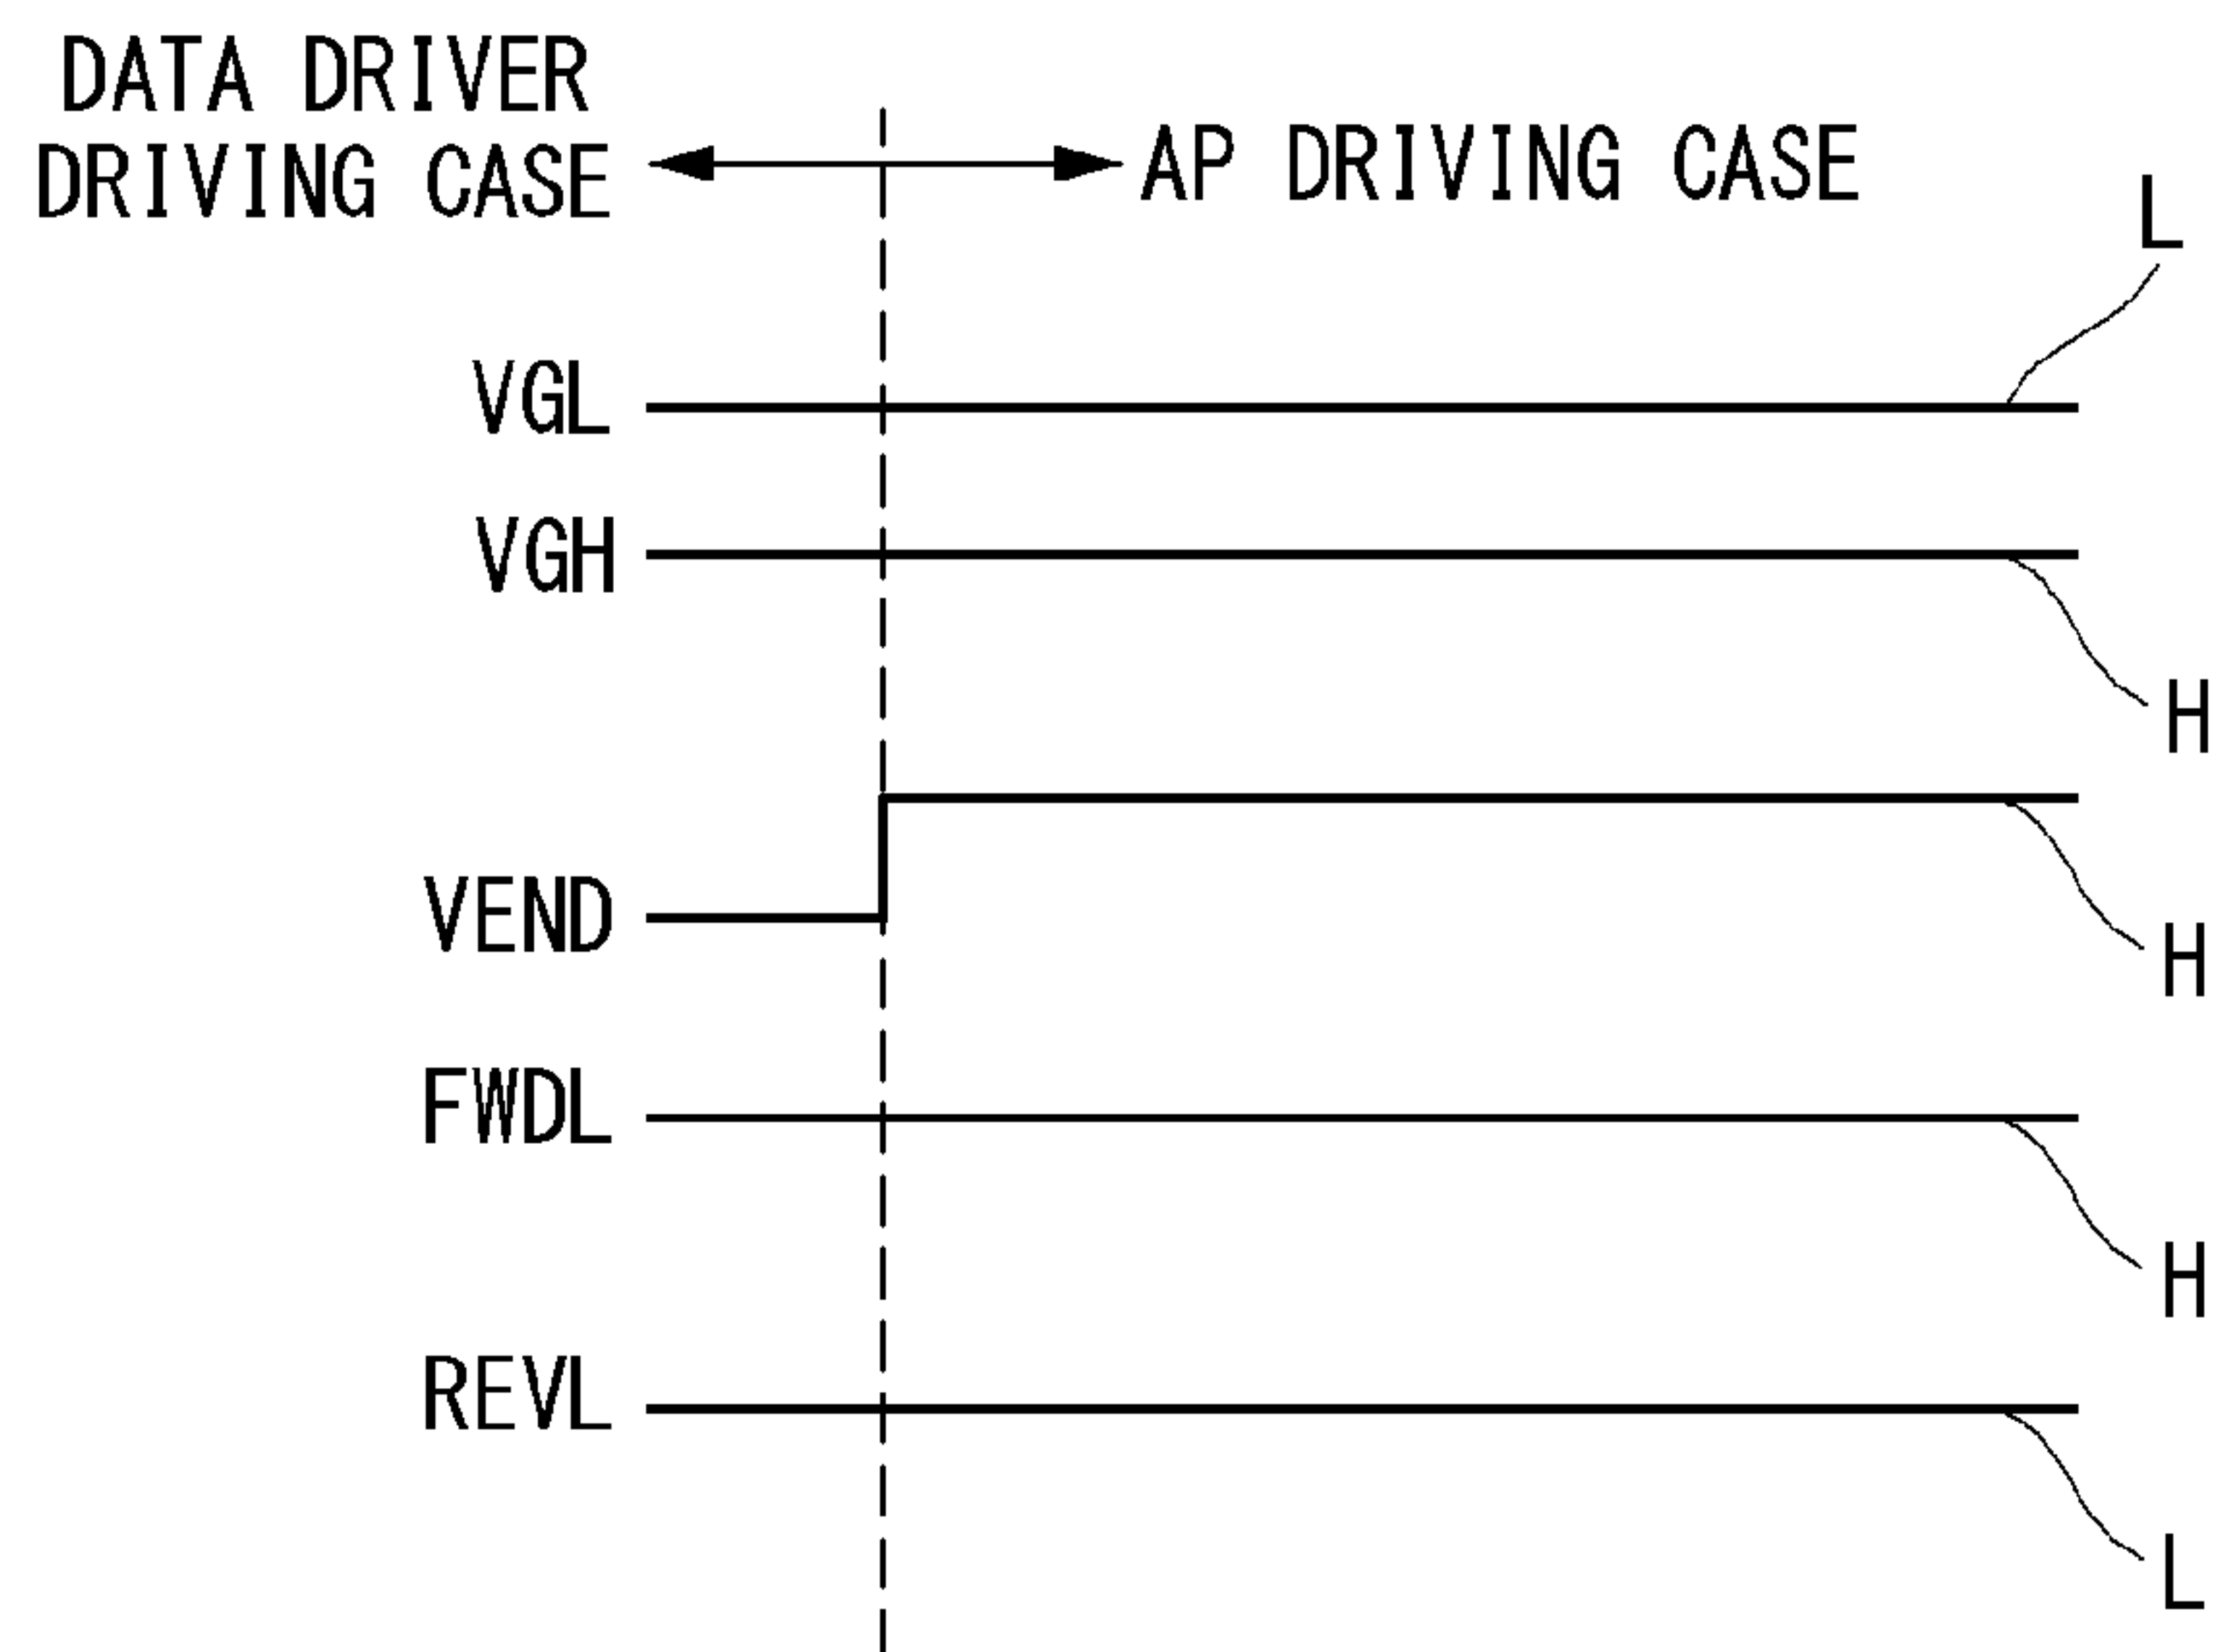 DATA DRIVER
DRIVING CASE
AP DRIVING CASE
L
VGL
VGH
H
VEND
H
FWDL
H
REVL
L